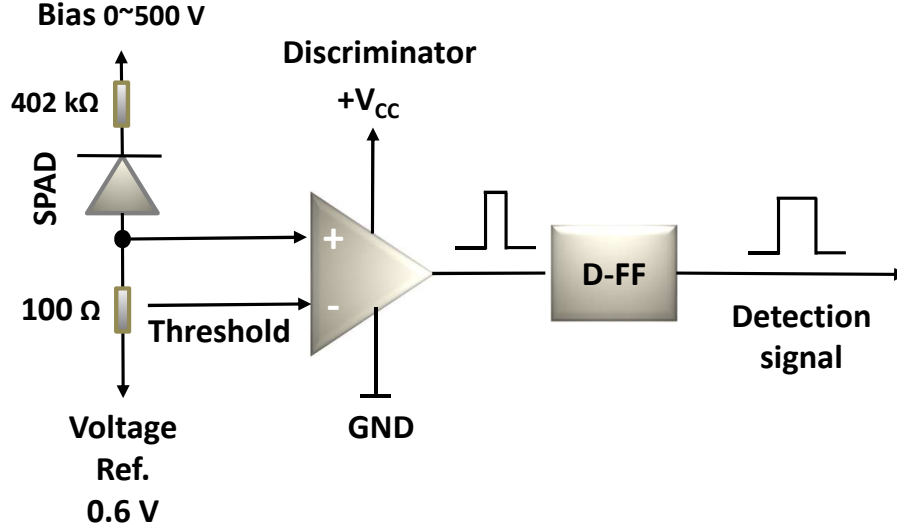 Bias 0~500 V
Discriminator
402 kΩ
+VCC
SPAD
+
-
D-FF
100 Ω
Threshold
Detection
signal
Voltage
Ref.
0.6 V
GND